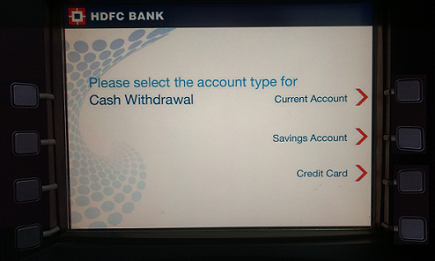 HDFC BANK
Please select the account type for
Cash Withdrawal
Current Account
Savings Account
Credit Card